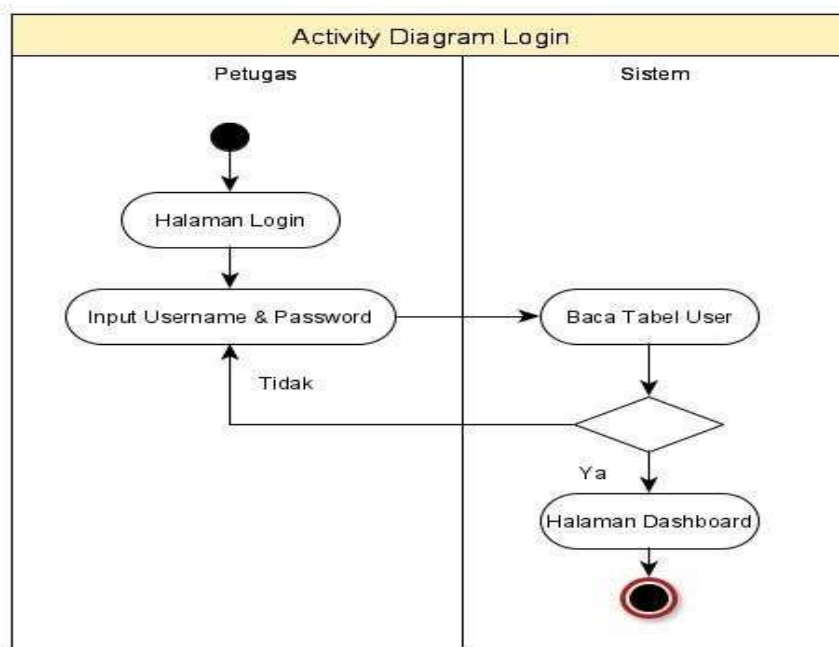 Activity Diagram Login
Petugas
Sistem
Halaman Login
Input Username & Password
Baca Tabel User
Tidak
Ya
Halaman Dashboard